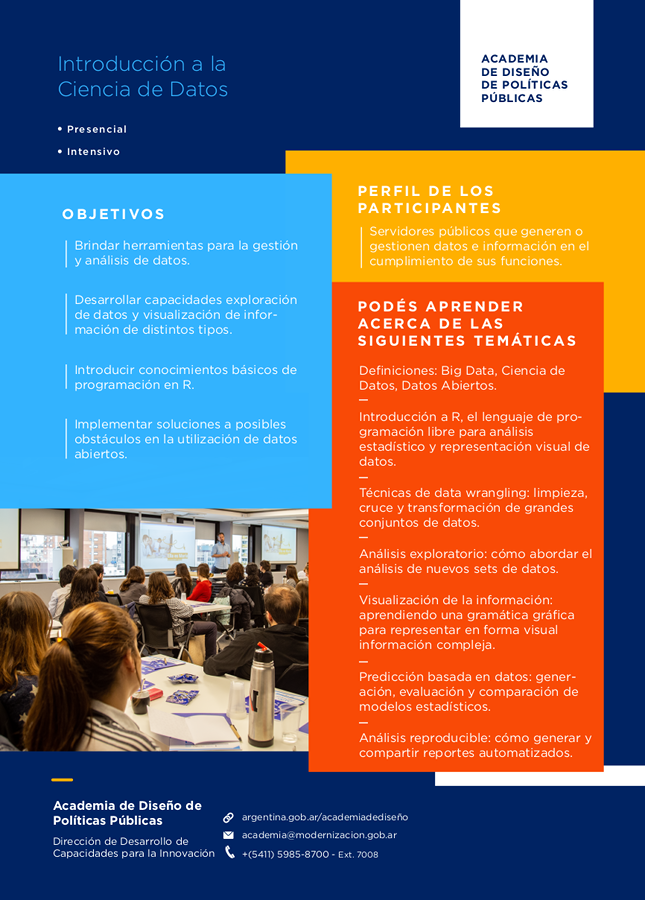 Introducción a la
Ciencia de Datos
• Presencial
• Intensivo
ACADEMIA
DE DISEÑO
DE POLÍTICAS
PÚBLICAS
OBJETIVOS
Brindar herramientas para la gestión
y análisis de datos.
Desarrollar capacidades exploración
de datos y visualización de infor-
mación de distintos tipos.
Introducir conocimientos básicos de
programación en R.
Implementar soluciones a posibles
obstáculos en la utilización de datos
abiertos.
PERFIL DE LOS
PARTICIPANTES
Servidores públicos que generen o
gestionen datos e información en el
cumplimiento de sus funciones.
PODÉS APRENDER
ACERCA DE LAS
SIGUIENTES TEMÁTICAS
Definiciones: Big Data, Ciencia de
Datos, Datos Abiertos.
—
Introducción a R, el lenguaje de pro-
gramación libre para análisis
estadístico y representación visual de
datos.
—
Técnicas de data wrangling: limpieza,
cruce y transformación de grandes
conjuntos de datos.
—
Análisis exploratorio: cómo abordar el
análisis de nuevos sets de datos.
—
Visualización de la información:
aprendiendo una gramática gráfica
para representar en forma visual
información compleja.
—
Predicción basada en datos: gener-
ación, evaluación y comparación de
modelos estadísticos.
—
Análisis reproducible: cómo generar y
compartir reportes automatizados.
Academia de Diseño de
Políticas Públicas
Dirección de Desarrollo de
Capacidades para la Innovación
argentina.gob.ar/academiadediseño
academia@modernizacion.gob.ar
+(5411) 5985-8700 - Ext. 7008